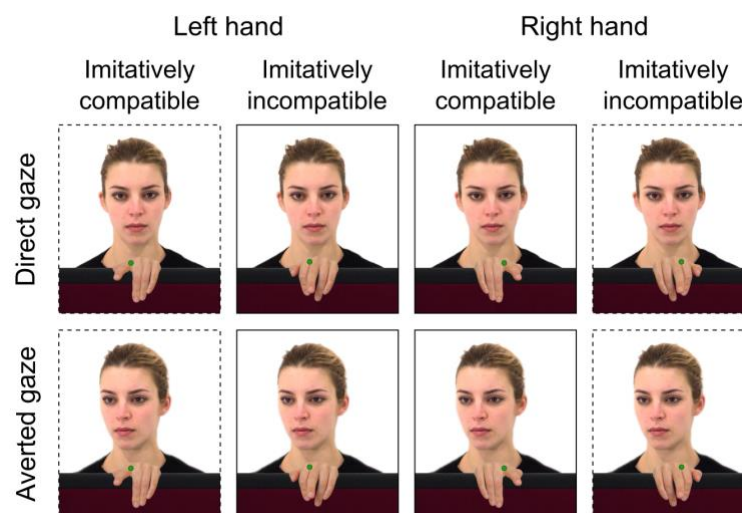 Left hand
Right hand
Imitatively
compatible
Imitatively
incompatible
Imitatively
compatible
Imitatively
incompatible
Direct gaze
Averted gaze